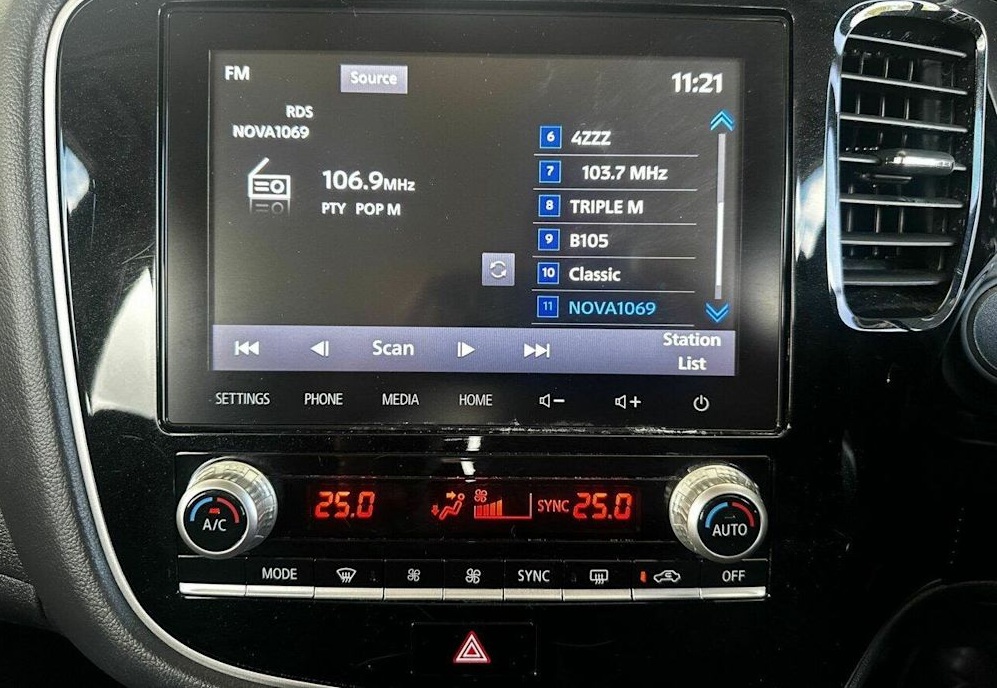 FM
Source
11:21
RDS
NOVA1069
106.9MHz
PTY POP M
6 4ZZZ
7 103.7 MHz
8 TRIPLE M
9 B105
10 Classic
11 NOVA1069
Scan
Station
List
SETTINGS PHONE MEDIA HOME
A/C
25.0
SYNC 25.0
AUTO
MODE
SYNC
OFF